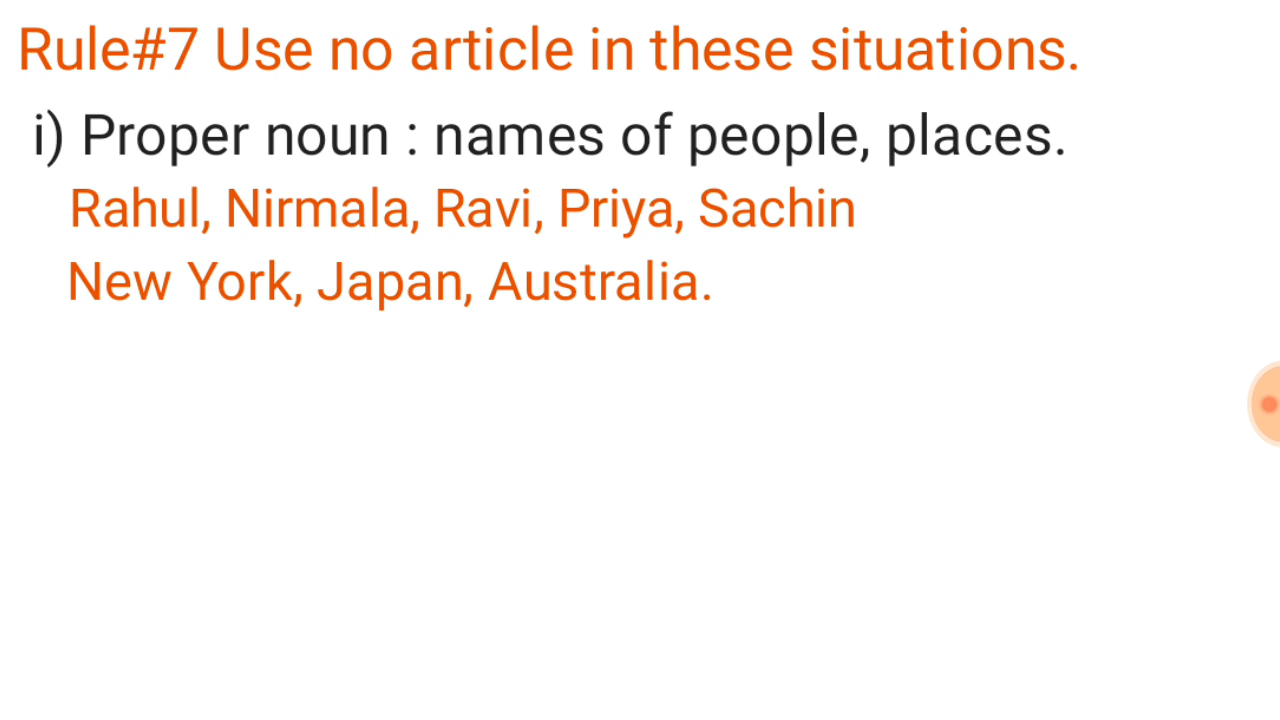 Rule#7 Use no article in these situations.
i) Proper noun : names of people, places.
Rahul, Nirmala, Ravi, Priya, Sachin
New York, Japan, Australia.